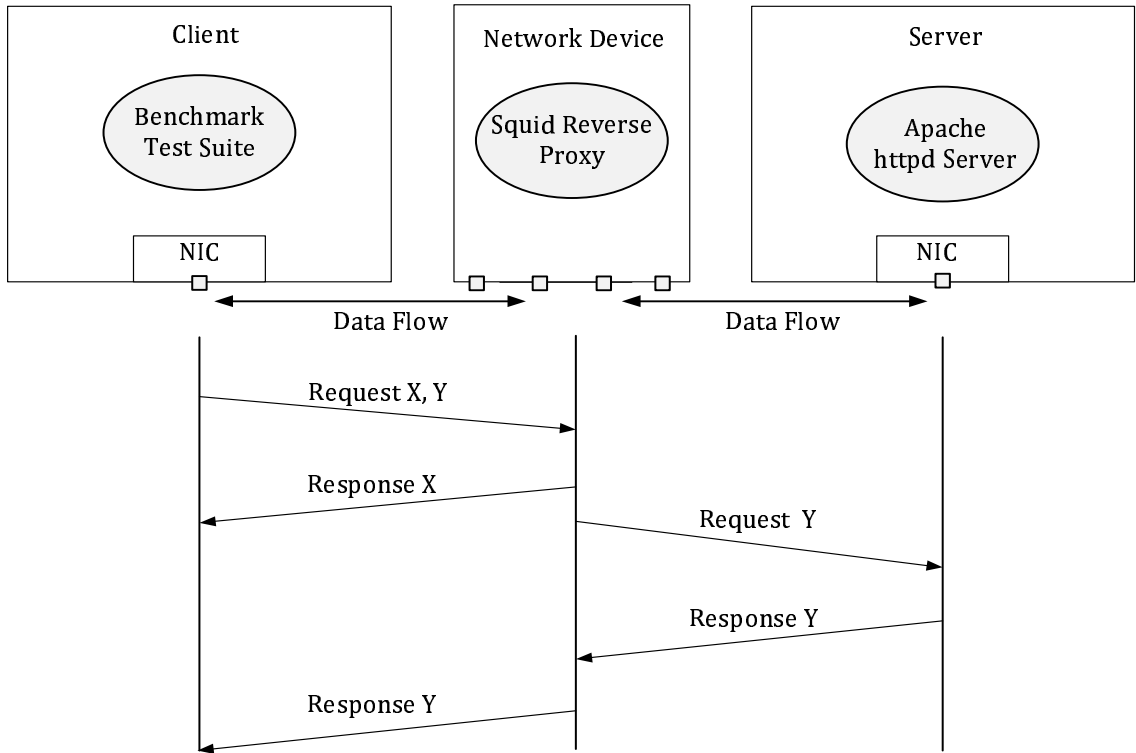 Client
Network Device
Server
Benchmark
Test Suite
Squid Reverse
Proxy
Apache
httpd Server
NIC
NIC
Data Flow
Data Flow
Request X, Y
Response X
Request Y
Response Y
Response Y